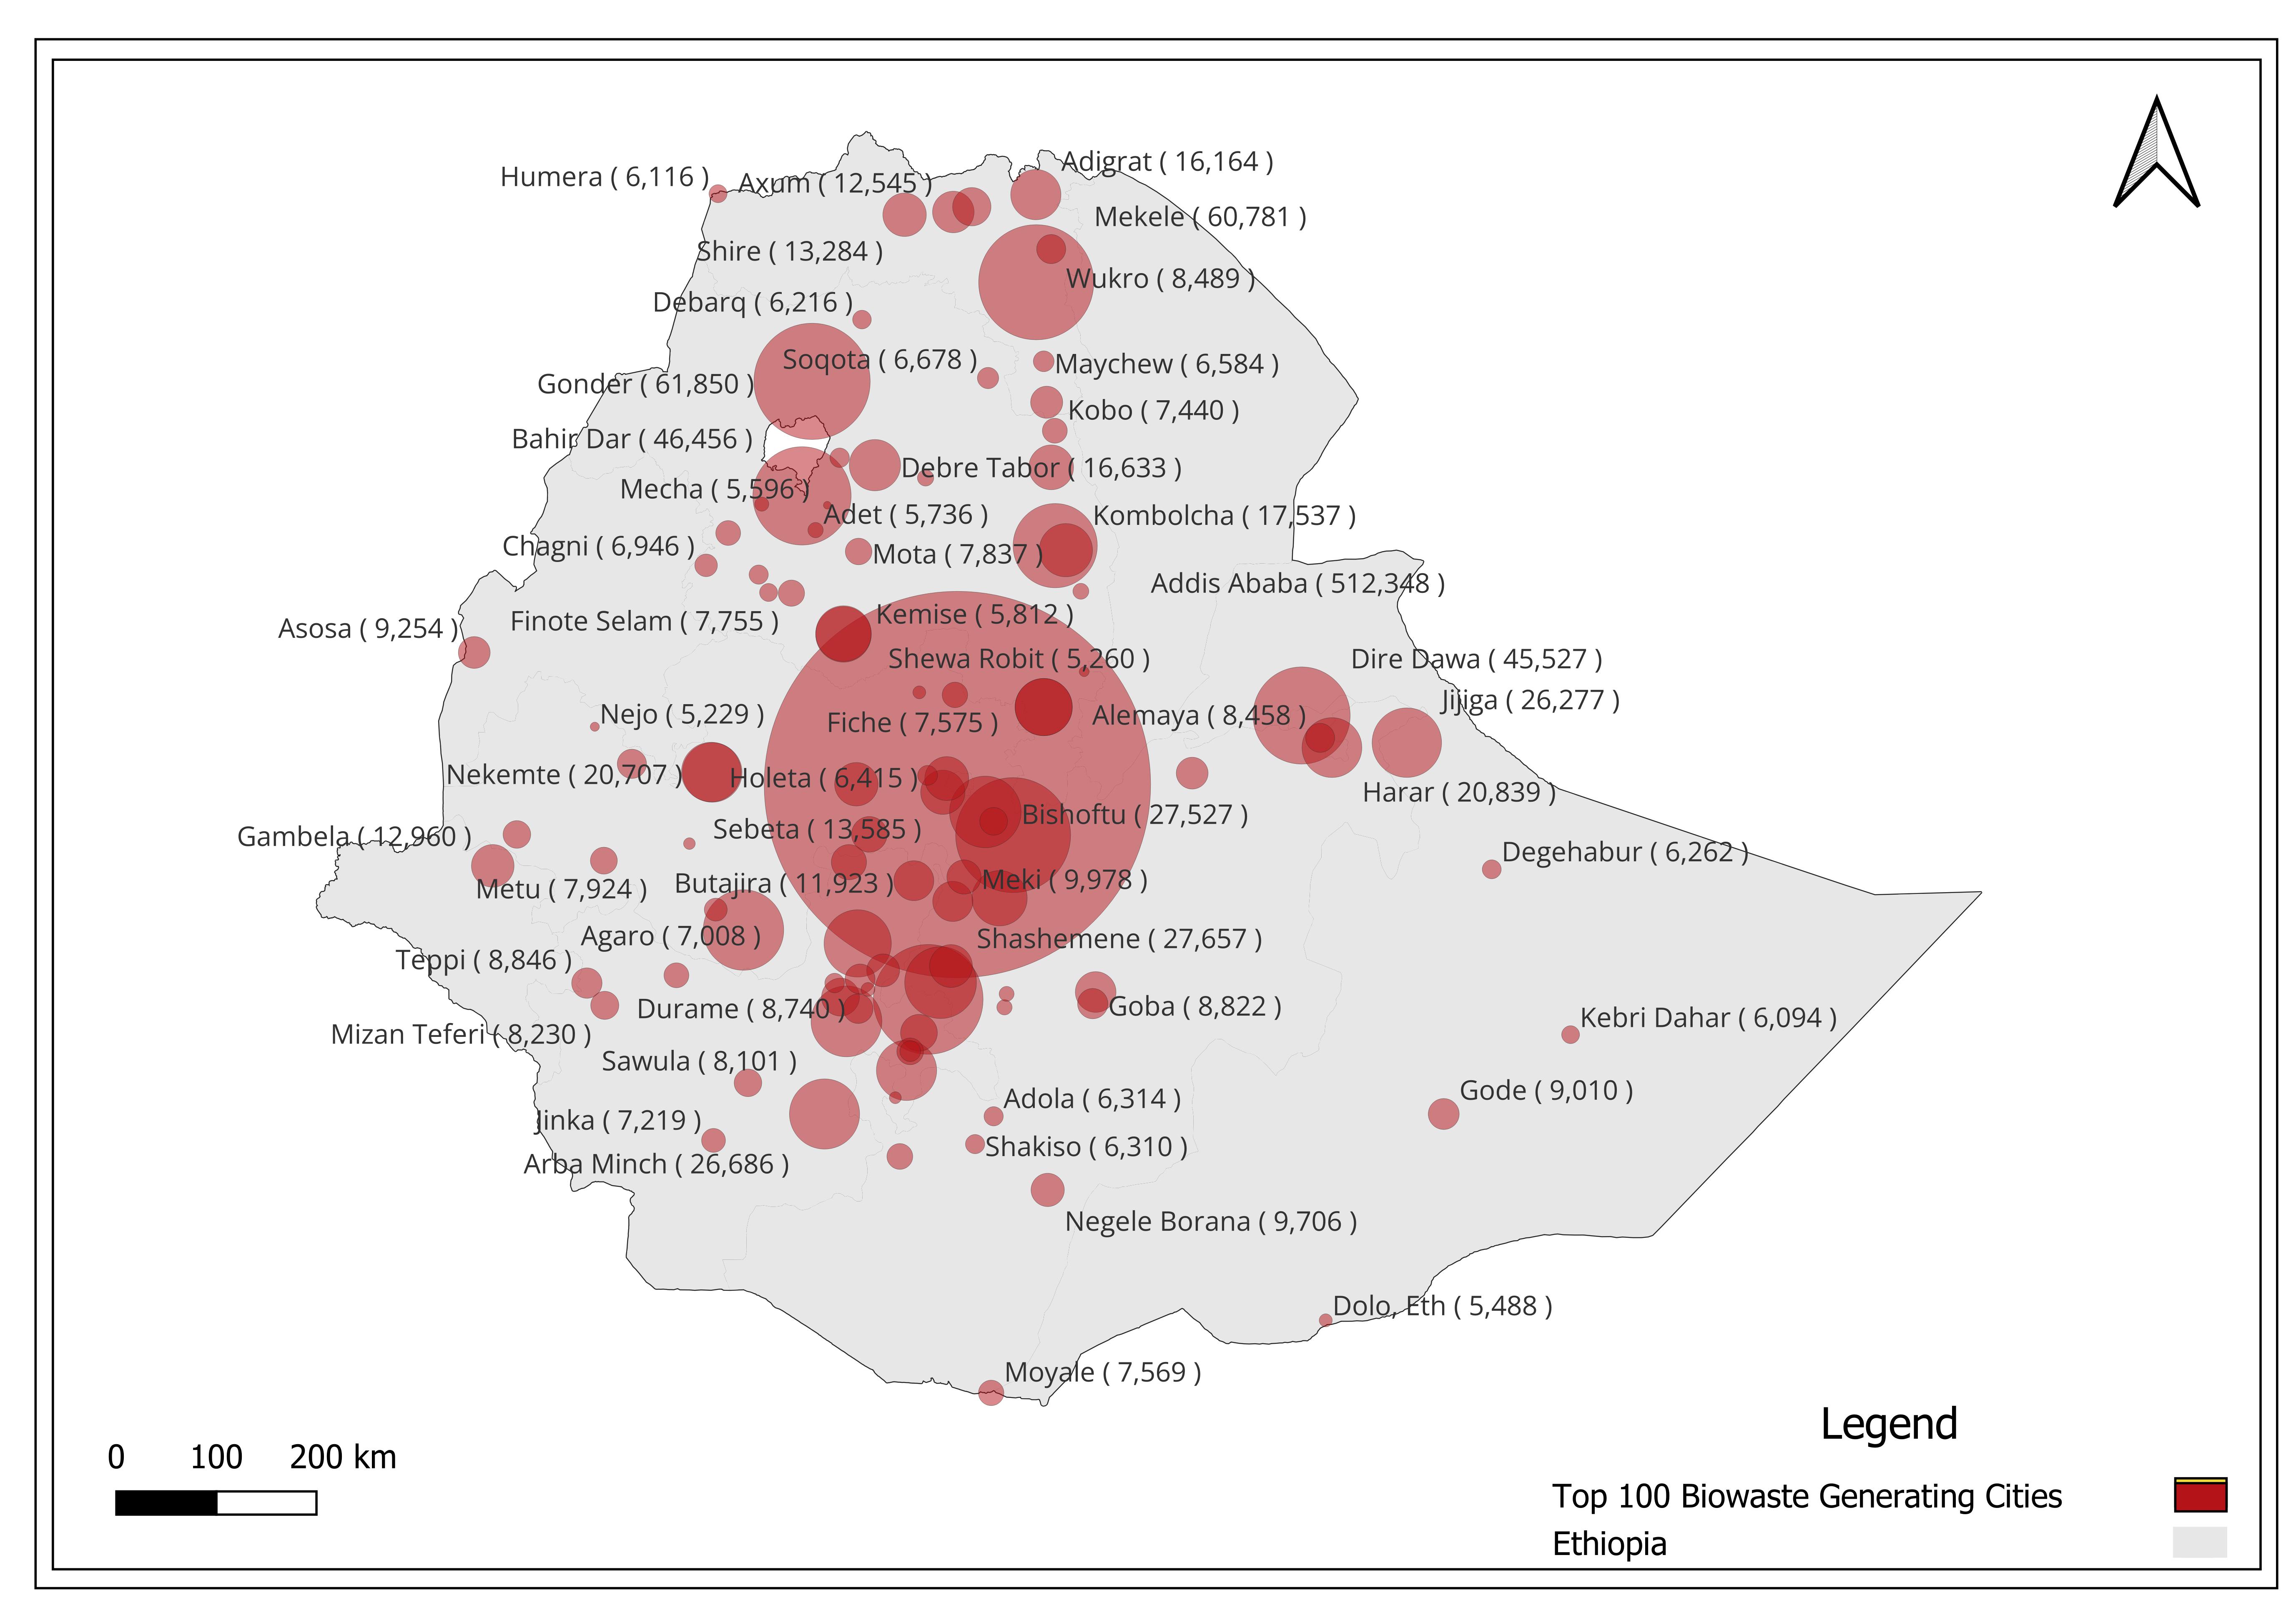 Adigrat ( 16,164 )
Humera ( 6,116 )
Axum ( 12,545 )
Mekele ( 60,781 )
Shire ( 13,284 )
Wukro ( 8,489 )
Debarq ( 6,216 )
Soqota ( 6,678 )
Maychew ( 6,584 )
Gonder ( 61,850 )
Kobo ( 7,440 )
Bahir Dar ( 46,456 )
Debre Tabor ( 16,633 )
Mecha ( 5,596 )
Adet ( 5,736 )
Kombolcha ( 17,537 )
Chagni ( 6,946 )
Mota ( 7,837 )
Addis Ababa ( 512,348 )
Kemise ( 5,812 )
Finote Selam ( 7,755 )
Asosa ( 9,254 )
Shewa Robit ( 5,260 )
Dire Dawa ( 45,527 )
Jijiga ( 26,277 )
Nejo ( 5,229 )
Fiche ( 7,575 )
Alemaya ( 8,458 )
Nekemte ( 20,707 )
Holeta ( 6,415 )
Harar ( 20,839 )
Bishoftu ( 27,527 )
Sebeta ( 13,585 )
Gambela ( 12,960 )
Degehabur ( 6,262 )
Metu ( 7,924 )
Butajira ( 11,923 )
Meki ( 9,978 )
Agaro ( 7,008 )
Shashemene ( 27,657 )
Teppi ( 8,846 )
Durame ( 8,740 )
Goba ( 8,822 )
Kebri Dahar ( 6,094 )
Mizan Teferi ( 8,230 )
Sawula ( 8,101 )
Gode ( 9,010 )
Adola ( 6,314 )
Jinka ( 7,219 )
Shakiso ( 6,310 )
Arba Minch ( 26,686 )
Negele Borana ( 9,706 )
Dolo, Eth ( 5,488 )
Moyale ( 7,569 )
Legend
0 100 200 km
Top 100 Biowaste Generating Cities
Ethiopia